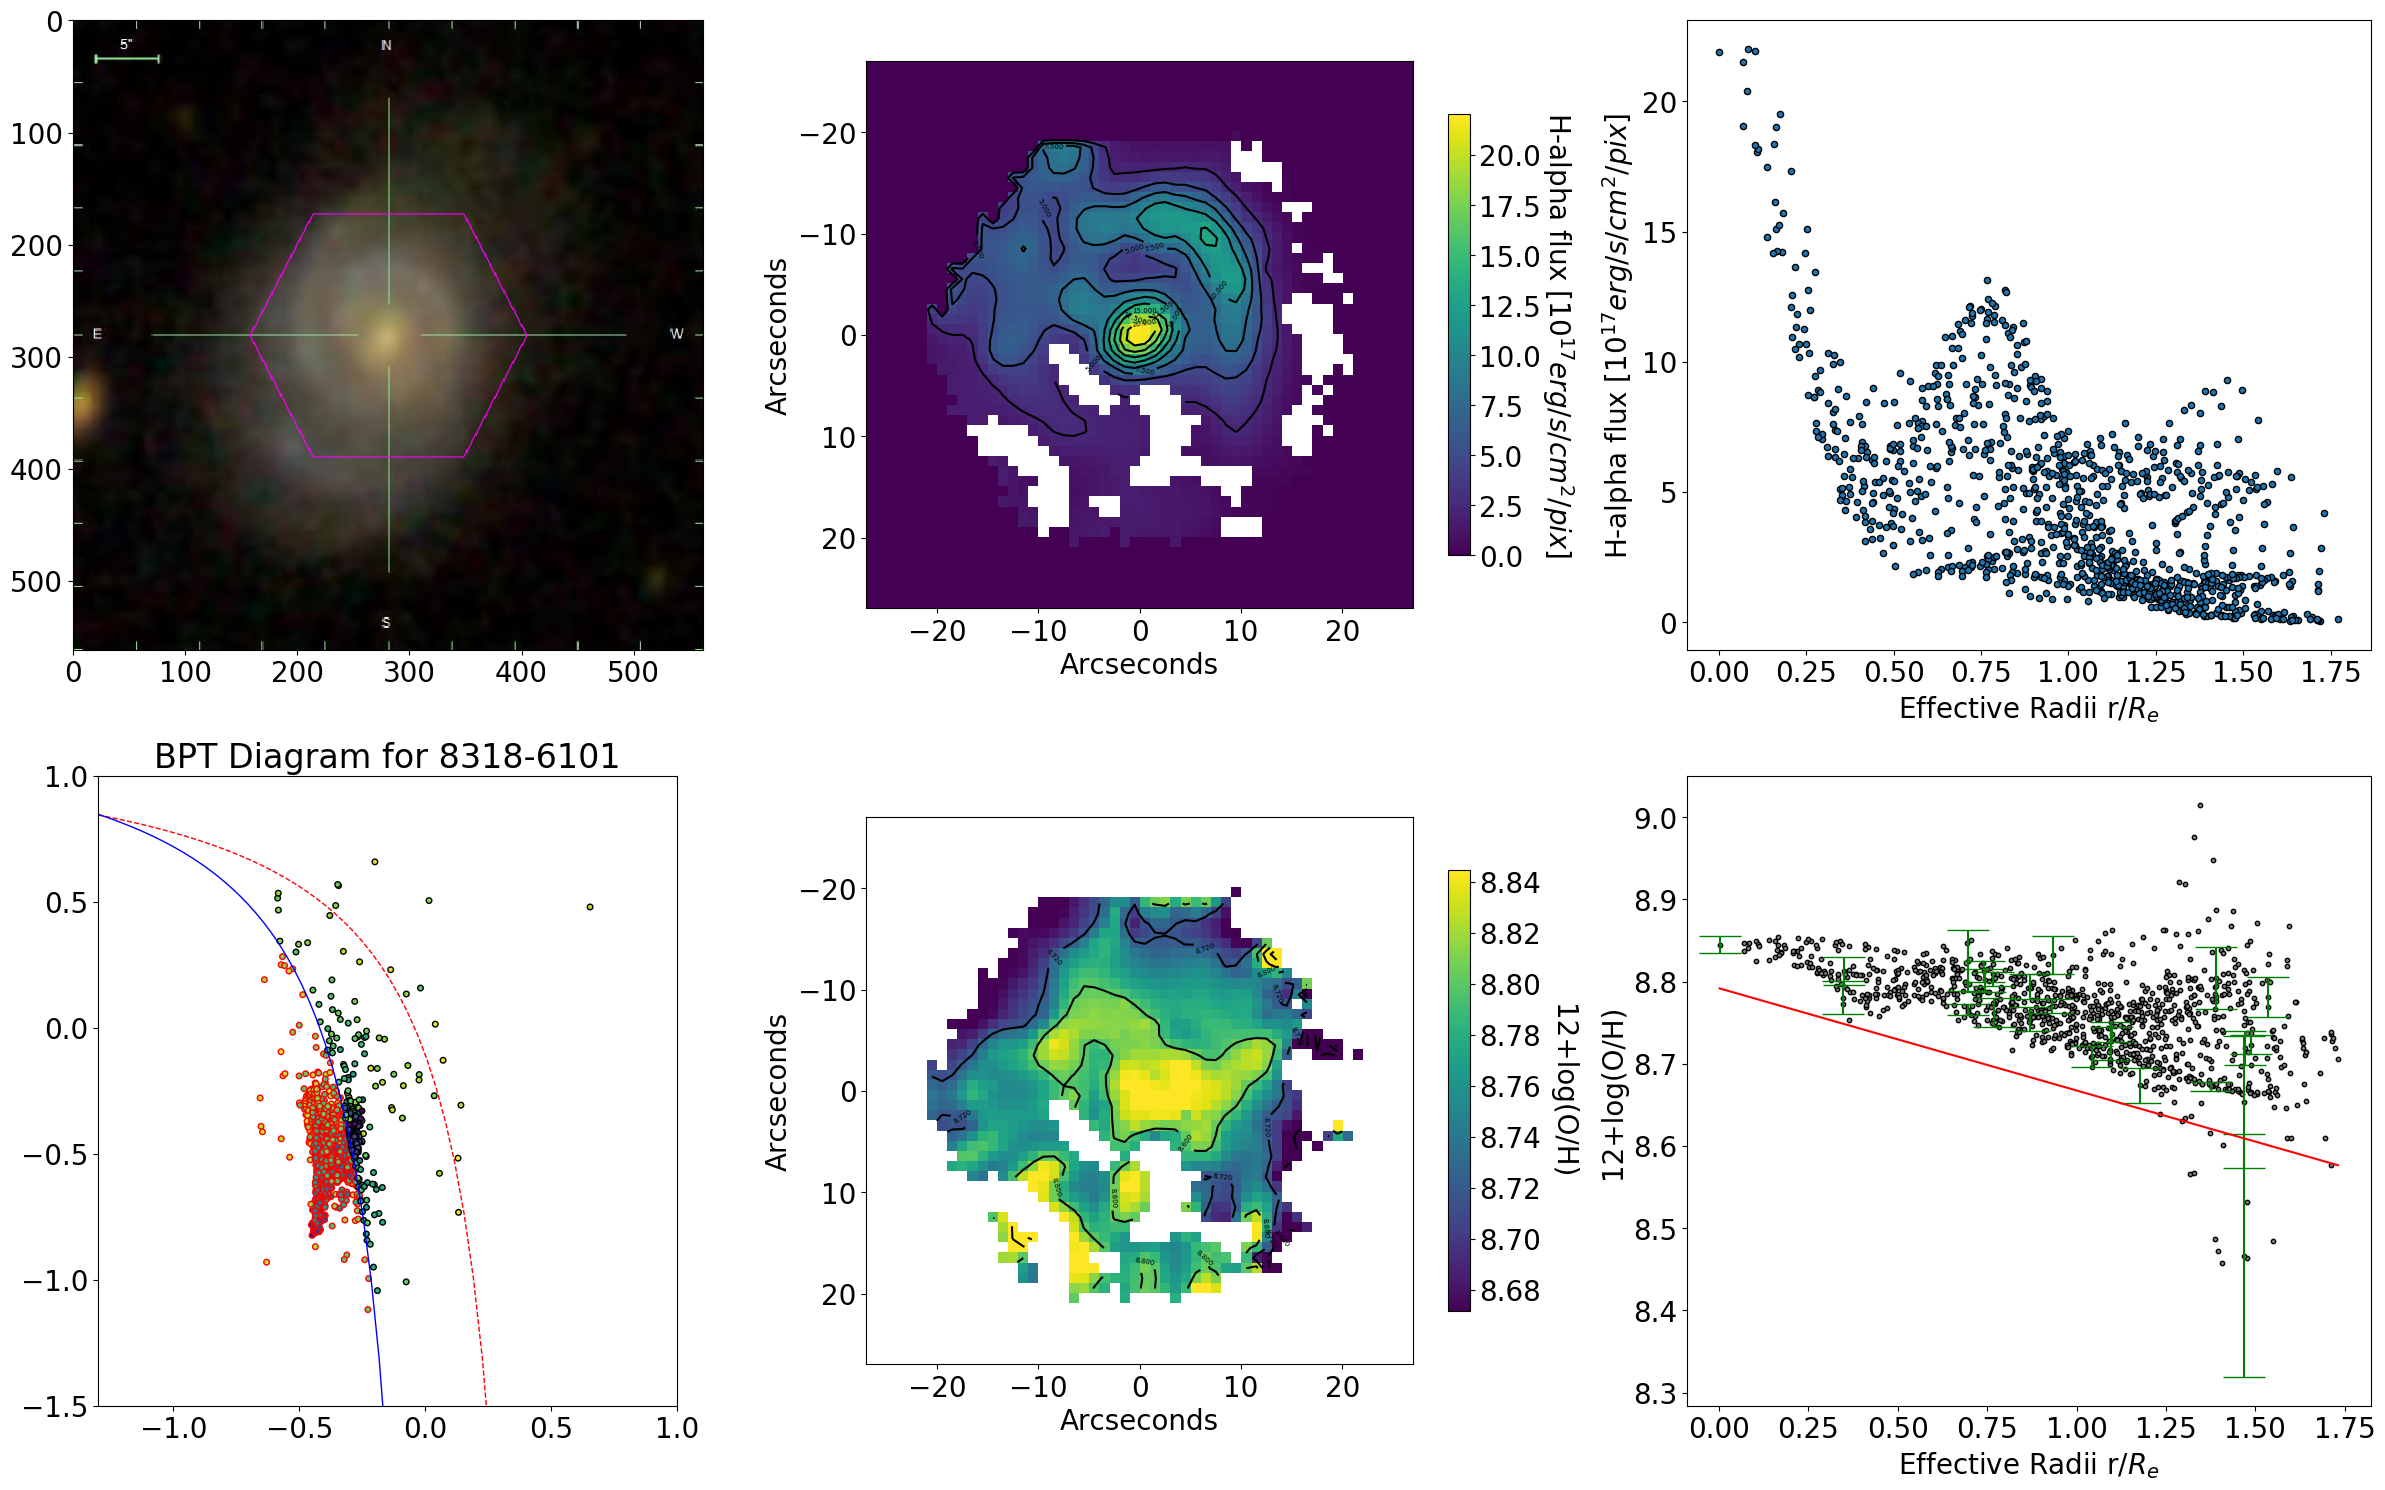 0
100
200
300
400
500
0 100 200 300 400 500
5"
N
E
W
S
−20
−10
0
10
20
−20 −10 0 10 20
Arcseconds
Arcseconds
20.0
17.5
15.0
12.5
10.0
7.5
5.0
2.5
0.0
H-alpha flux [10^{17}erg/s/cm^2/pix]
H-alpha flux [10^{17}erg/s/cm^2/pix]
20
15
10
5
0
0.00 0.25 0.50 0.75 1.00 1.25 1.50 1.75
Effective Radii r/R_e
BPT Diagram for 8318-6101
1.0
0.5
0.0
−0.5
−1.0
−1.5
−1.0 −0.5 0.0 0.5 1.0
−20
−10
0
10
20
−20 −10 0 10 20
Arcseconds
Arcseconds
8.84
8.82
8.80
8.78
8.76
8.74
8.72
8.70
8.68
12+log(O/H)
12+log(O/H)
9.0
8.9
8.8
8.7
8.6
8.5
8.4
8.3
0.00 0.25 0.50 0.75 1.00 1.25 1.50 1.75
Effective Radii r/R_e